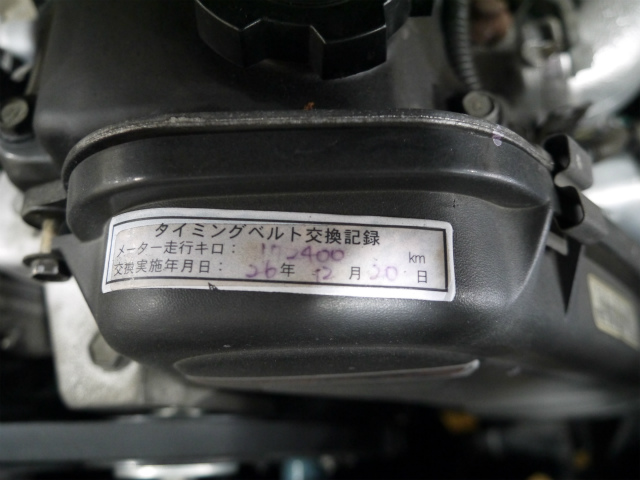 タイミングベルト交換記録
メーター走行キロ： km
交換実施年月日： 26年 12月 20日